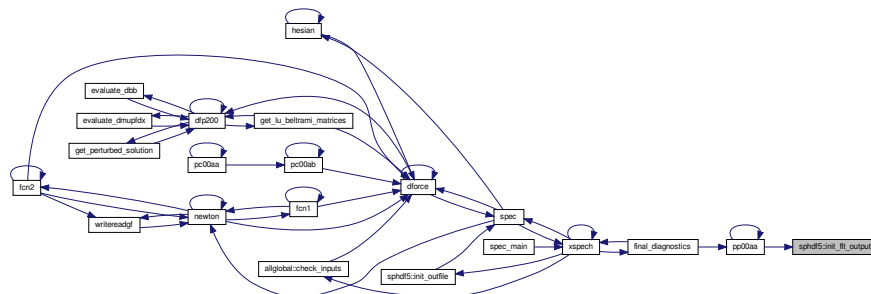 hesian
evaluate_dbb
evaluate_dmupfdx
dfp200
get_lu_beltrami_matrices
get_perturbed_solution
pc00aa
pc00ab
fcn2
dforce
fcn1
newton
writereadgf
spec
spec_main
xspech
final_diagnostics
pp00aa
sphdf5::init_flt_output
allglobal::check_inputs
sphdf5::init_outfile